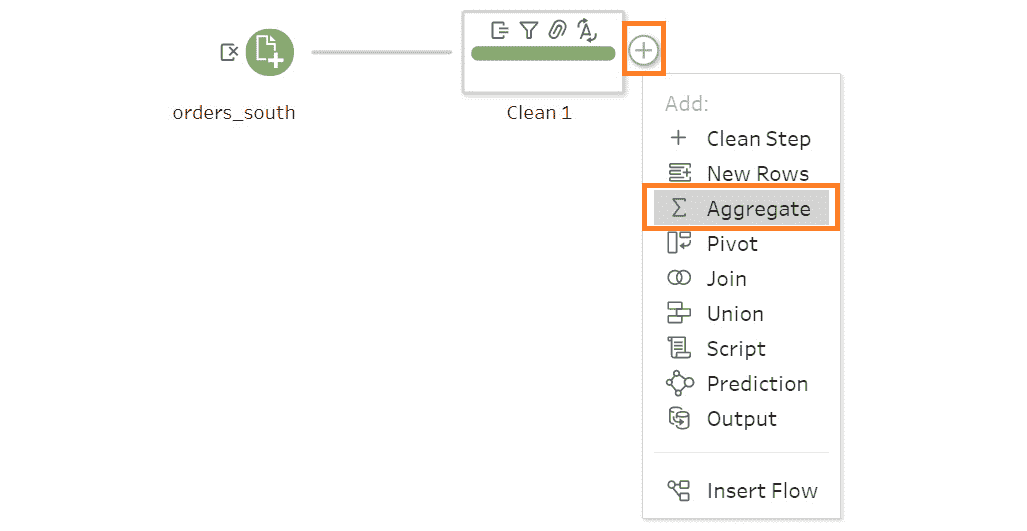 orders_south
Clean 1
Add:
Clean Step
New Rows
Aggregate
Pivot
Join
Union
Script
Prediction
Output
Insert Flow